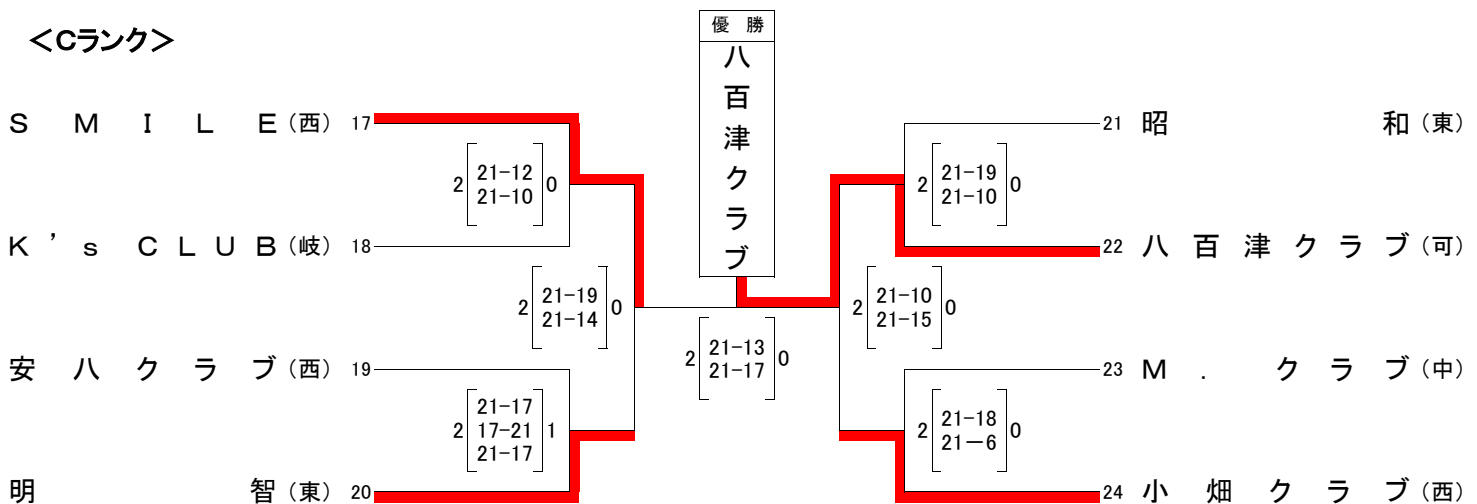 <Cランク>
優 勝
八百津クラブ
S M I L E (西) 17
2 [21-12 21-10] 0
K ’ s C L U B (岐) 18
2 [21-19 21-14] 0
安 八 ク ラ ブ (西) 19
2 [21-17 17-21 21-17] 1
明 智 (東) 20
2 [21-13 21-17] 0
21 昭 和 (東)
2 [21-19 21-10] 0
22 八 百 津 ク ラ ブ (可)
2 [21-10 21-15] 0
23 M . ク ラ ブ (中)
2 [21-18 21-6] 0
24 小 畑 ク ラ ブ (西)